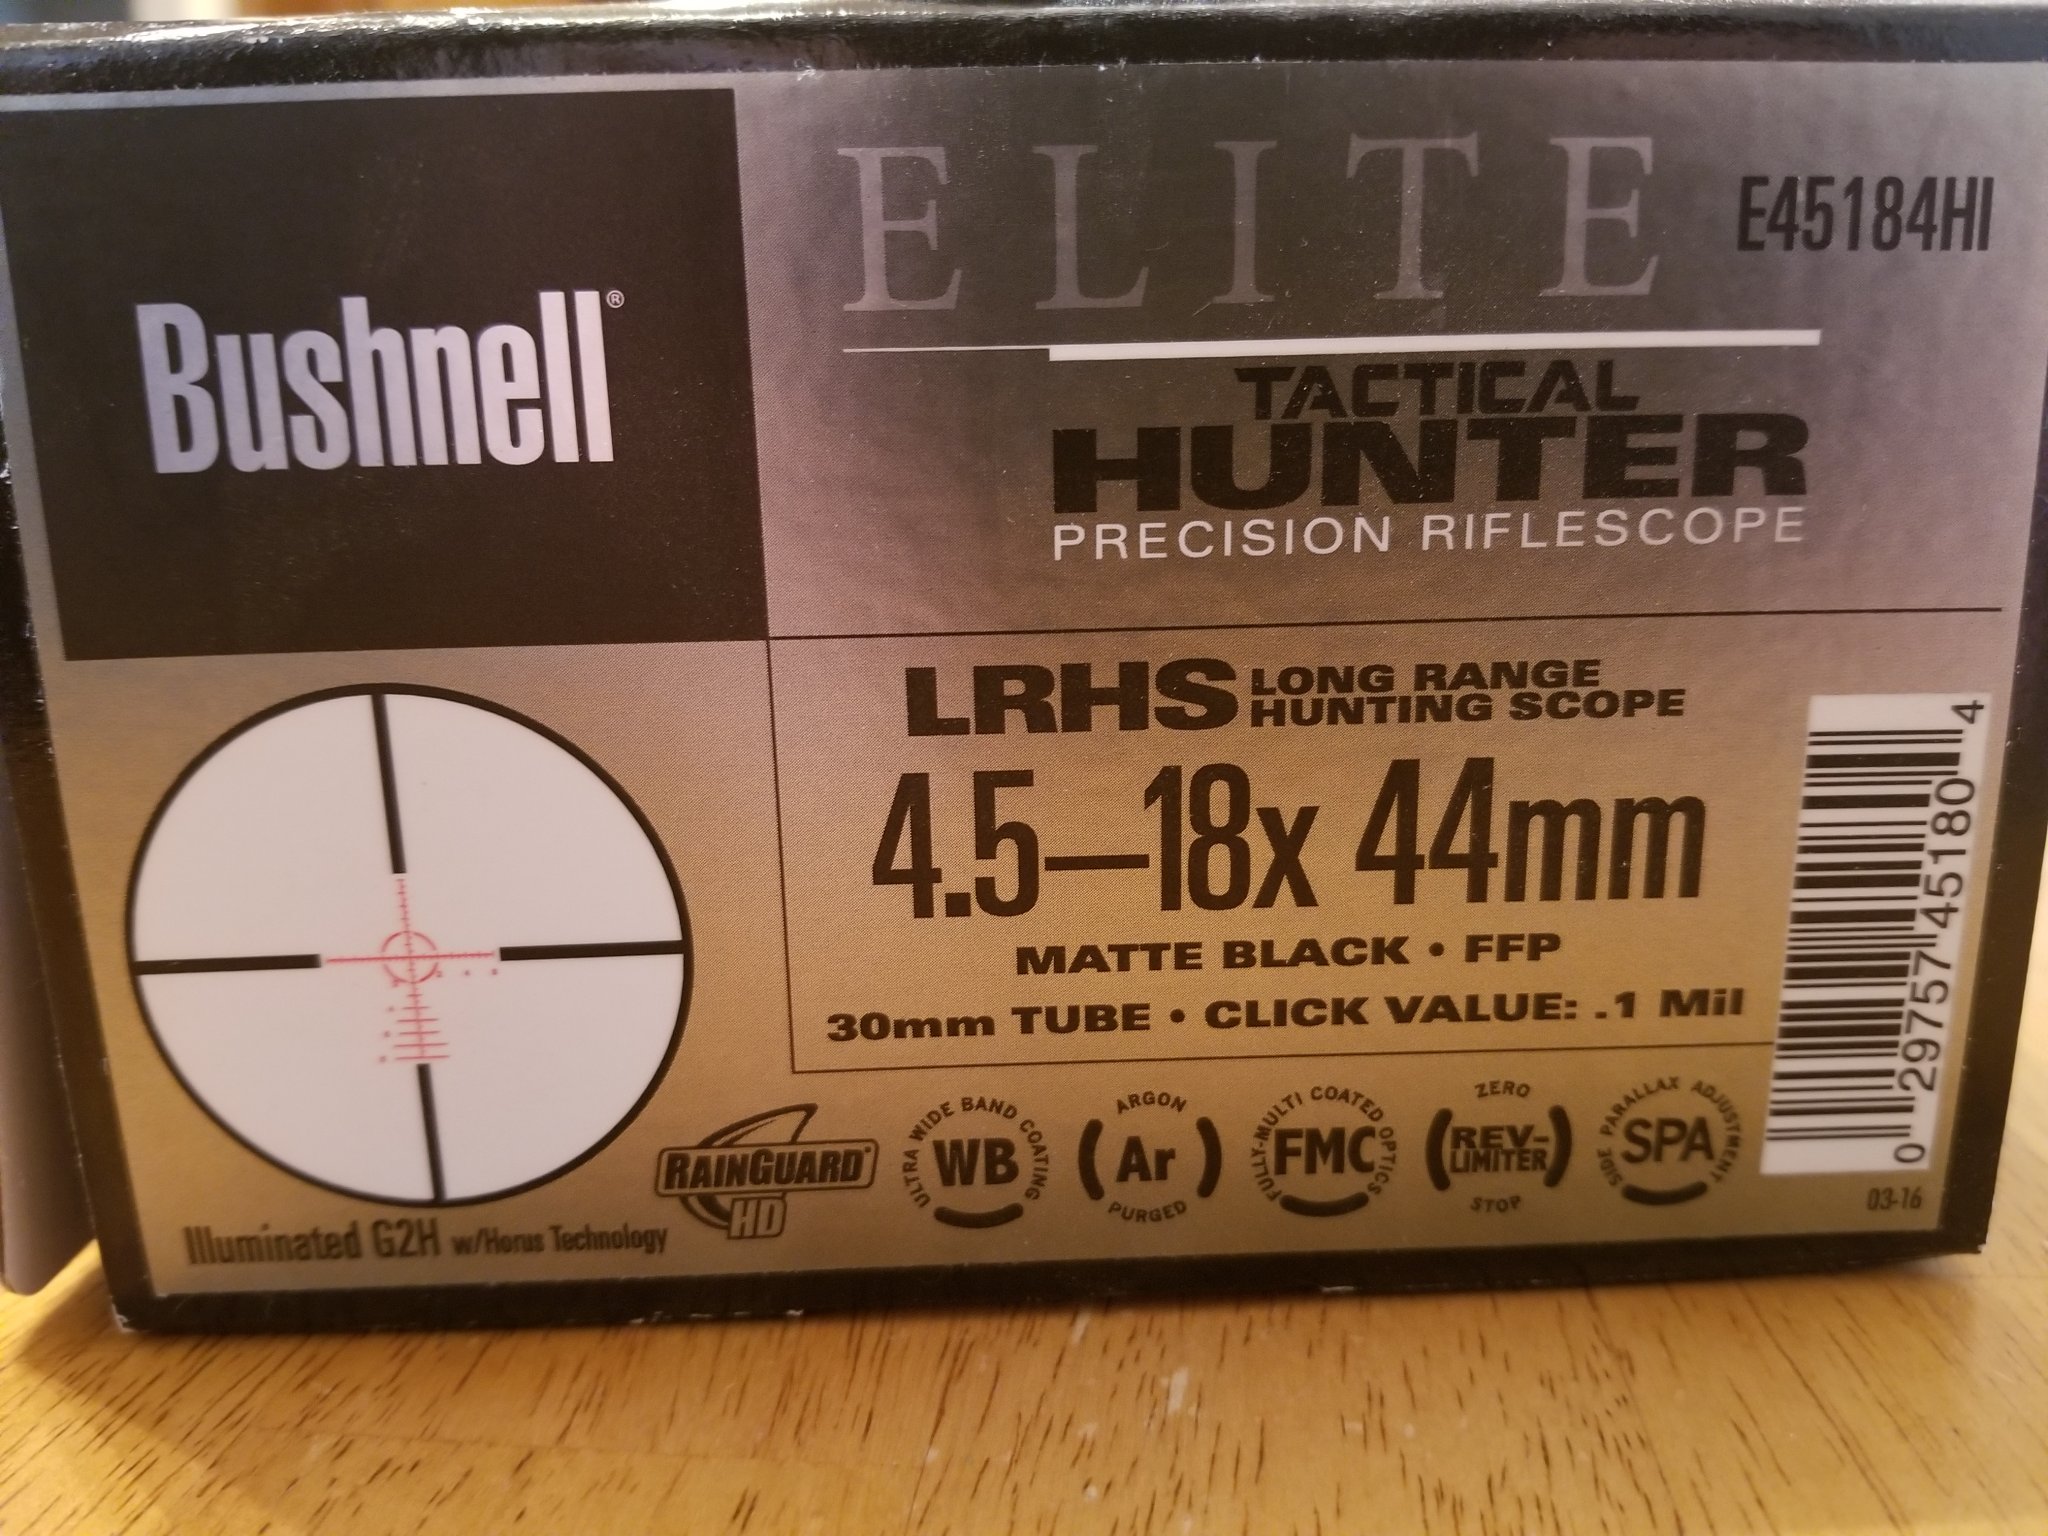 Bushnell®
ELITE
E45184HI
TACTICAL
HUNTER
PRECISION RIFLESCOPE
LRHS LONG RANGE
HUNTING SCOPE
4.5—18x 44mm
MATTE BLACK • FFP
30mm TUBE • CLICK VALUE: .1 Mil
0 29757 45180 4
Illuminated G2H w/Horus Technology
RAINGUARD®
HD
ULTRA WIDE BAND COATING
WB
ARGON
Ar
PURGED
FULLY-MULTI COATED OPTICS
FMC
ZERO
REV-
LIMITER
STOP
SIDE PARALLAX ADJUSTMENT
SPA
03-16